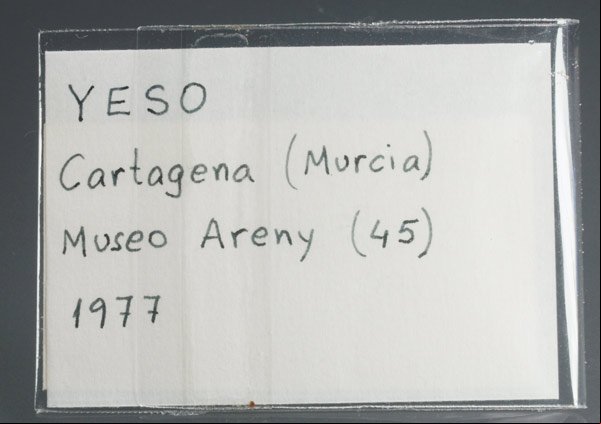 YESO
Cartagena (Murcia)
Museo Areny (45)
1977